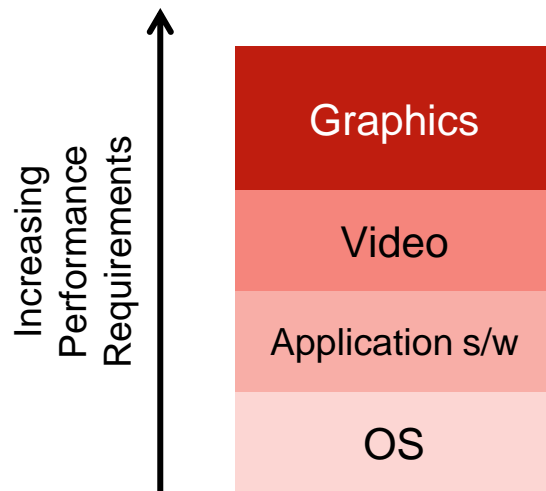 Increasing
Performance
Requirements
Graphics
Video
Application s/w
OS